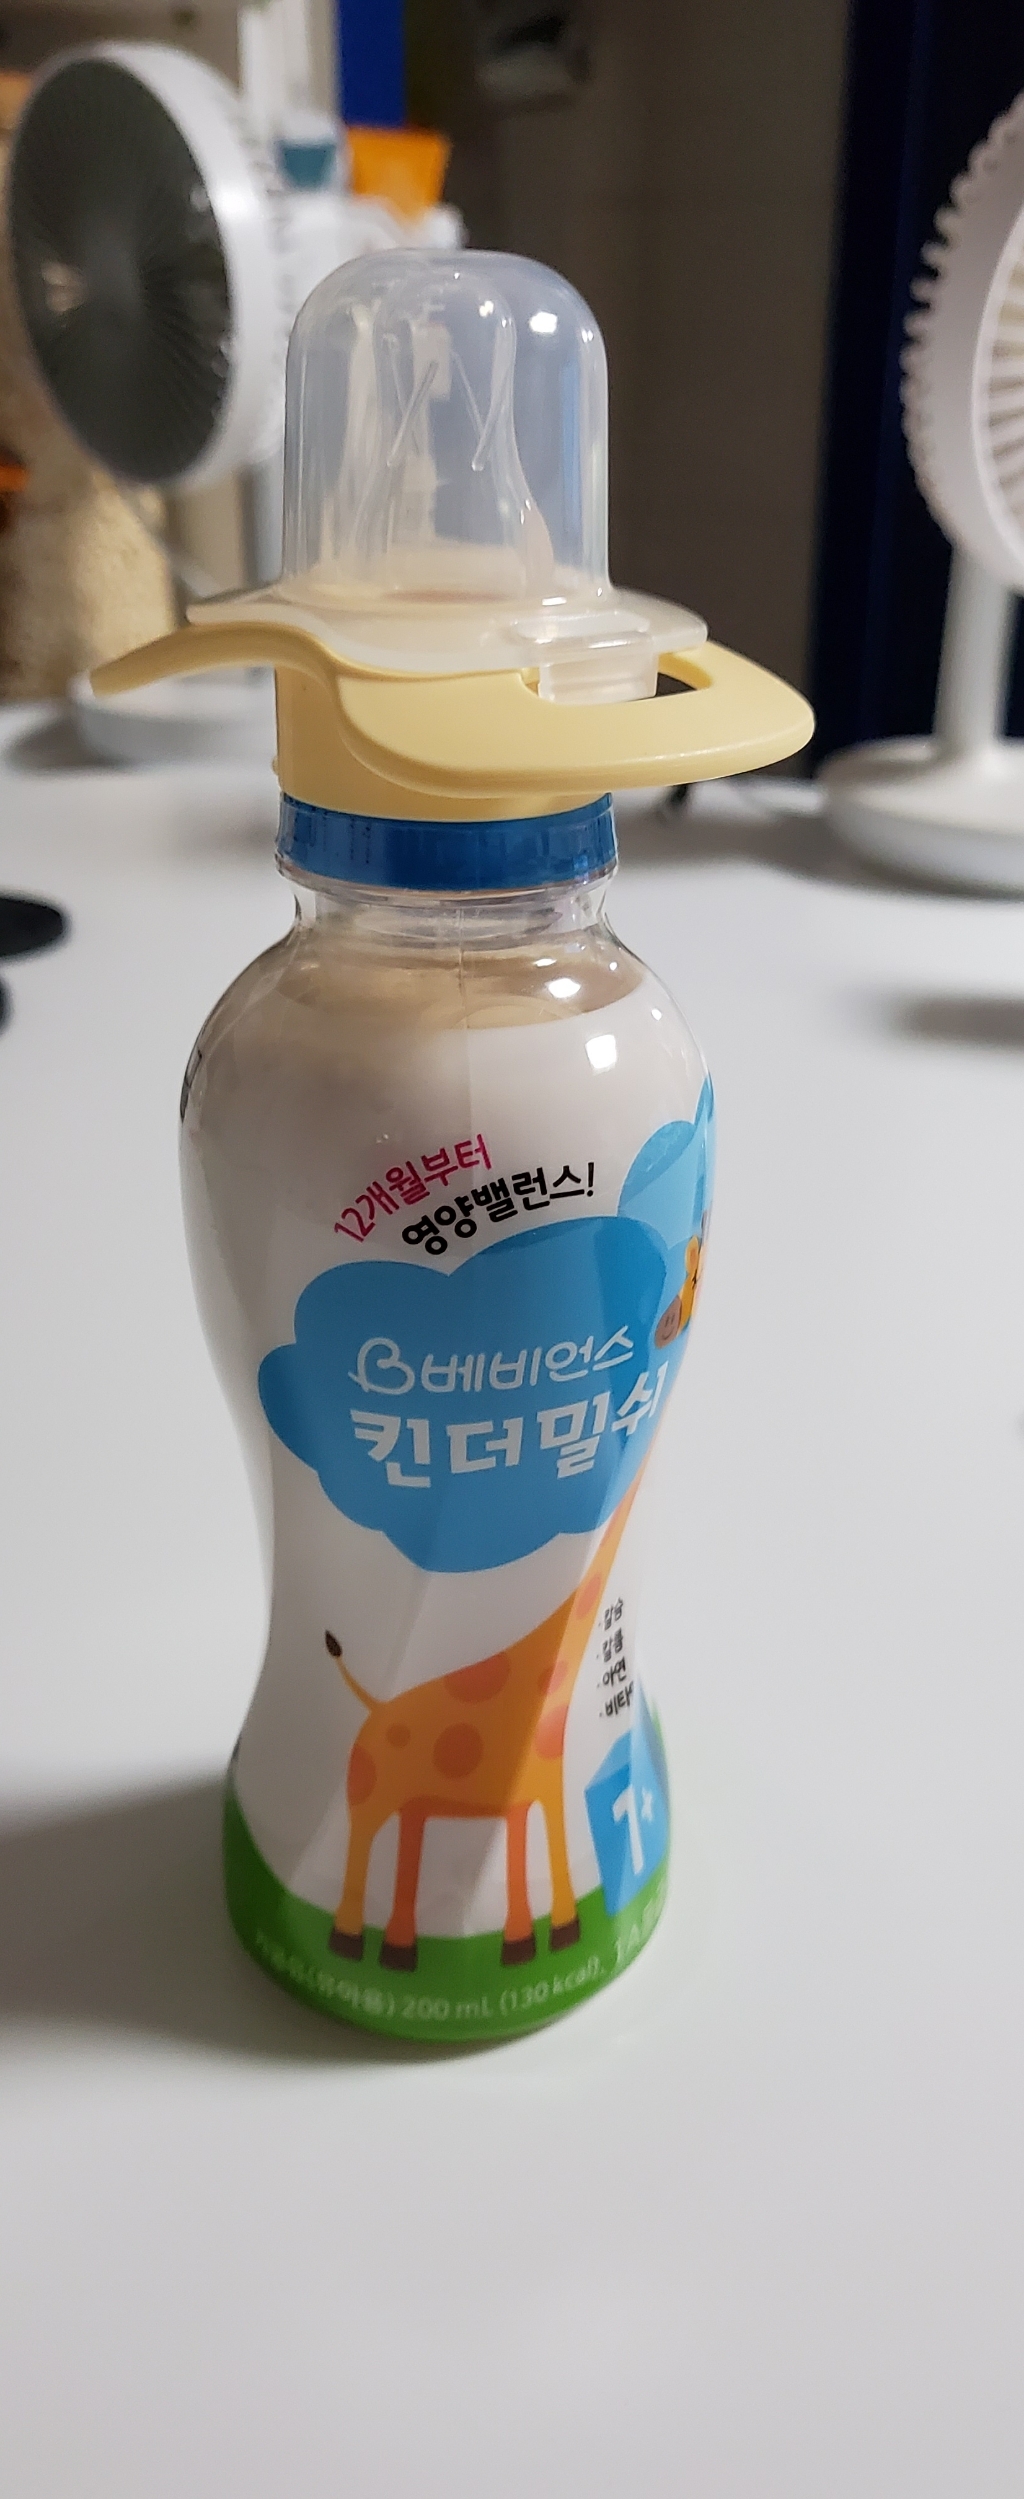 12개월부터
영양밸런스!
베비언스
킨더밀쉬
·칼슘
·칼륨
·아연
1+
200 mL (130 kcal),